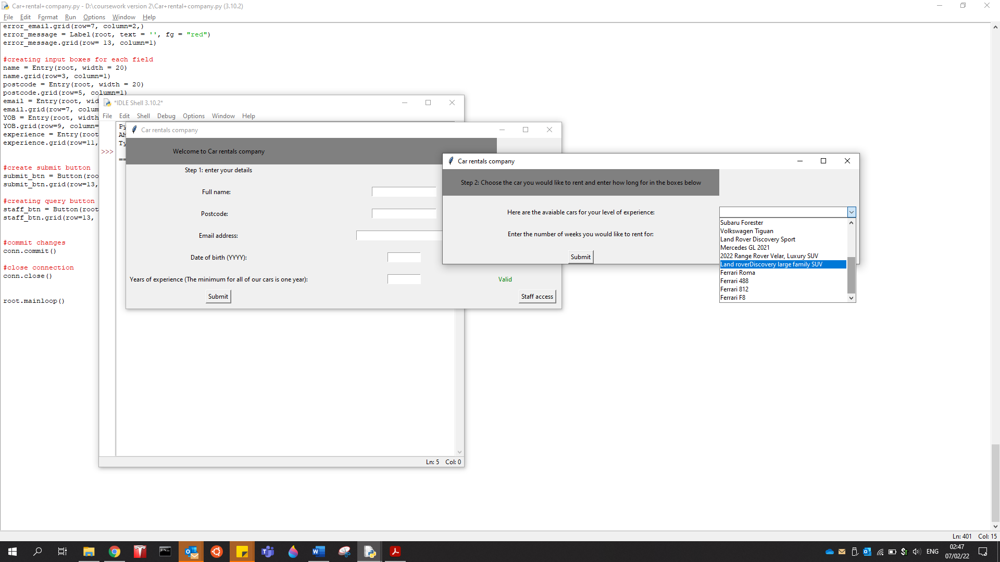 Car+rental+company.py - D:\coursework version 2\Car+rental+company.py (3.10.2)
File Edit Format Run Options Window Help
error_email.grid(row=7, column=2,)
error_message = Label(root, text = '', fg = "red")
error_message.grid(row= 13, column=1)
#creating input boxes for each field
name = Entry(root, width = 20)
name.grid(row=3, column=1)
postcode = Entry(root, width = 20)
postcode.grid(row=5, column=1)
email = Entry(root, wid
email.grid(row=7, colum
YOB = Entry(root, width
YOB.grid(row=9, column=
experience = Entry(root
experience.grid(row=11,
#create submit button
submit_btn = Button(roo
submit_btn.grid(row=13,
#creating query button
staff_btn = Button(root
staff_btn.grid(row=13,
#commit changes
conn.commit()
#close connection
conn.close()
root.mainloop()
*IDLE Shell 3.10.2*
File Edit Shell Debug Options Window Help
Py
AM
Ty
>>>
==
Ln: 5 Col: 0
Car rentals company
Welcome to Car rentals company
Step 1: enter your details
Full name:
Postcode:
Email address:
Date of birth (YYYY):
Years of experience (The minimum for all of our cars is one year):
Valid
Submit
Staff access
Car rentals company
Step 2: Choose the car you would like to rent and enter how long for in the boxes below
Here are the avaiable cars for your level of experience:
Enter the number of weeks you would like to rent for:
Submit
Subaru Forester
Volkswagen Tiguan
Land Rover Discovery Sport
Mercedes GL 2021
2022 Range Rover Velar, Luxury SUV
Land roverDiscovery large family SUV
Ferrari Roma
Ferrari 488
Ferrari 812
Ferrari F8
Ln: 401 Col: 15
ENG
02:47
07/02/22